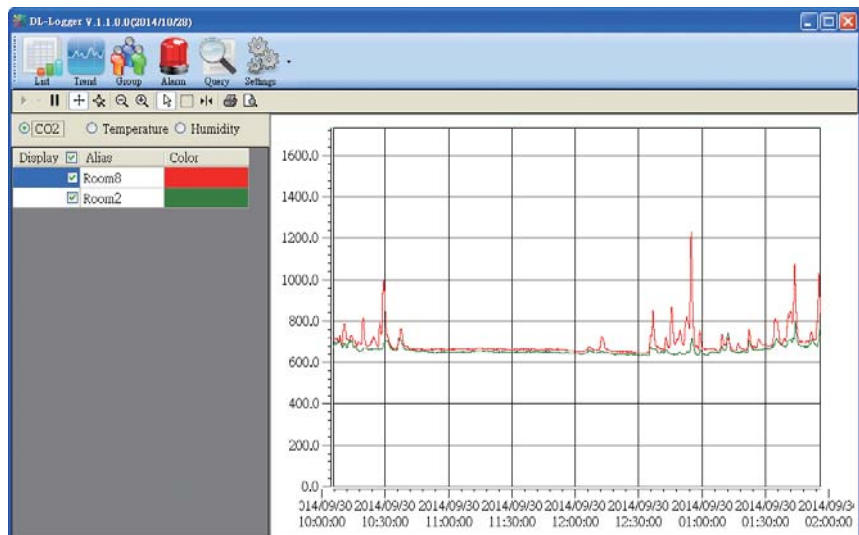 DL-Logger V.1.1.0.0(2014/10/28)
List Trend Group Alarm Query Settings
CO2 Temperature Humidity
Display Alias Color
Room8
Room2
1600.0
1400.0
1200.0
1000.0
800.0
600.0
400.0
200.0
0.0
014/09/30 2014/09/30 2014/09/30 2014/09/30 2014/09/30 2014/09/30 2014/09/30 2014/09/30 2014/09/30
10:00:00 10:30:00 11:00:00 11:30:00 12:00:00 12:30:00 01:00:00 01:30:00 02:00:00